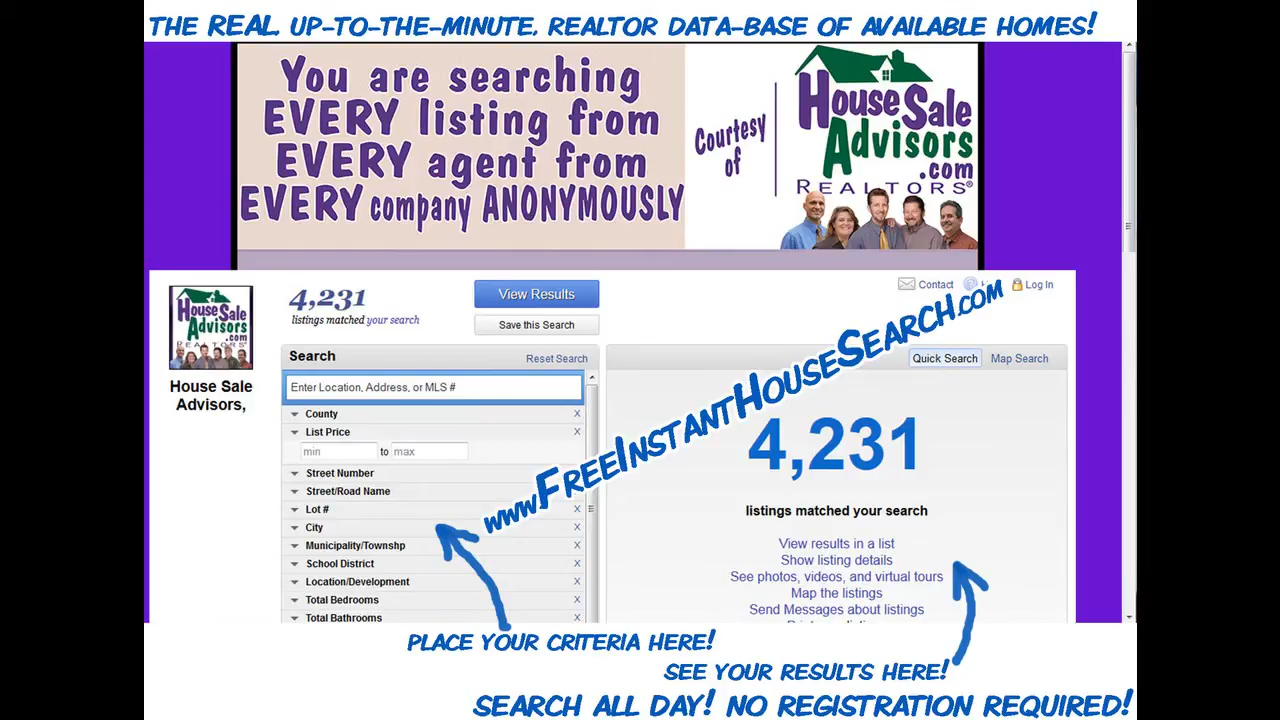 THE REAL, UP-TO-THE-MINUTE, REALTOR DATA-BASE OF AVAILABLE HOMES!
You are searching
EVERY listing from
EVERY agent from
EVERY company ANONYMOUSLY
Courtesy
of
HouseSale
Advisors
.com
REALTORS®
4,231
listings matched your search
View Results
Save this Search
Contact
Log In
HouseSale
Advisors
.com
REALTORS
House Sale
Advisors,
Search
Reset Search
Quick Search
Map Search
Enter Location, Address, or MLS #
County X
List Price X
min to max
Street Number
Street/Road Name
Lot # X
City X
Municipality/Townshp X
School District X
Location/Development X
Total Bedrooms X
Total Bathrooms X
www.FreeInstantHouseSearch.com
4,231
listings matched your search
View results in a list
Show listing details
See photos, videos, and virtual tours
Map the listings
Send Messages about listings
PLACE YOUR CRITERIA HERE!
SEE YOUR RESULTS HERE!
SEARCH ALL DAY! NO REGISTRATION REQUIRED!